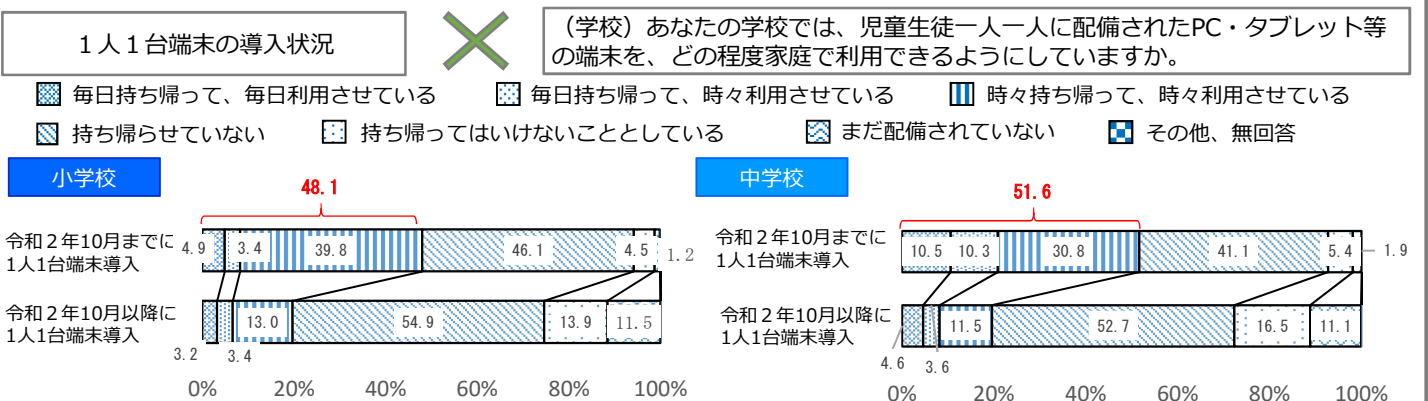 1人1台端末の導入状況
(学校)あなたの学校では、児童生徒一人一人に配備されたPC・タブレット等
の端末を、どの程度家庭で利用できるようにしていますか。
毎日持ち帰って、毎日利用させている
毎日持ち帰って、時々利用させている
時々持ち帰って、時々利用させている
持ち帰らせていない
持ち帰ってはいけないこととしている
まだ配備されていない
その他、無回答
小学校
48.1
令和2年10月までに
1人1台端末導入
4.9
3.4
39.8
46.1
4.5
1.2
令和2年10月以降に
1人1台端末導入
3.2
3.4
13.0
54.9
13.9
11.5
0% 20% 40% 60% 80% 100%
中学校
51.6
令和2年10月までに
1人1台端末導入
10.5
10.3
30.8
41.1
5.4
1.9
令和2年10月以降に
1人1台端末導入
4.6
3.6
11.5
52.7
16.5
11.1
0% 20% 40% 60% 80% 100%